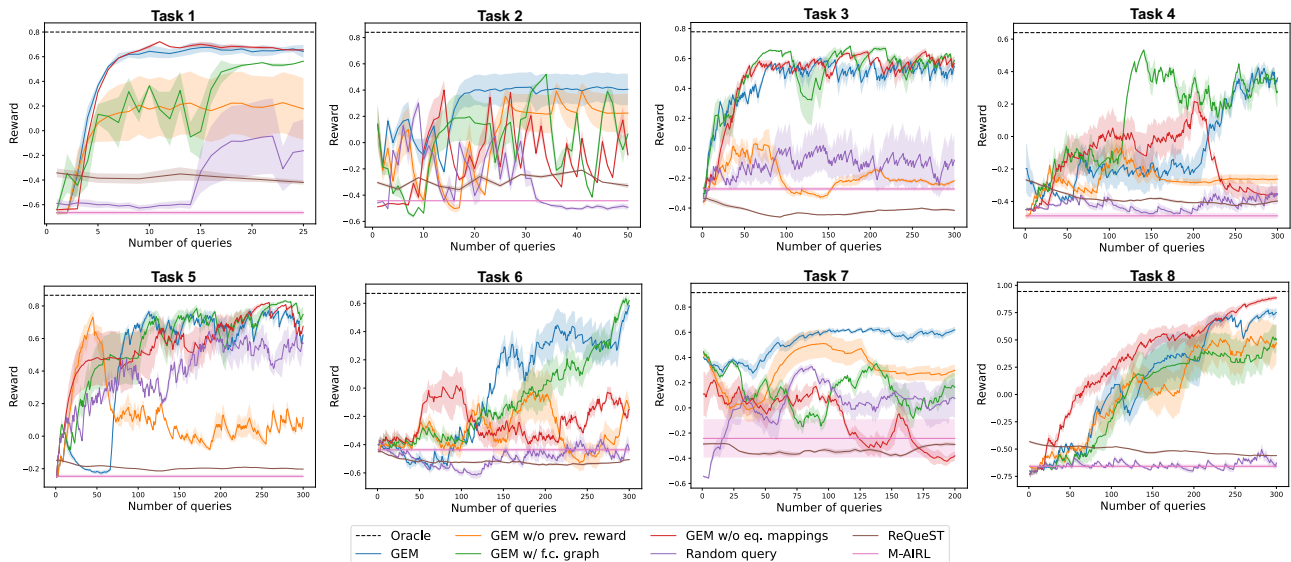 Task 1
Task 2
Task 3
Task 4
Reward
0.8
0.6
0.4
0.2
0.0
−0.2
−0.4
−0.6
0 5 10 15 20 25
Number of queries
0.8
0.6
0.4
0.2
0.0
−0.2
−0.4
−0.6
0 10 20 30 40 50
Number of queries
Reward
0.8
0.6
0.4
0.2
0.0
−0.2
−0.4
0 50 100 150 200 250 300
Number of queries
Reward
0.6
0.4
0.2
0.0
−0.2
−0.4
0 50 100 150 200 250 300
Number of queries
Task 5
Task 6
Task 7
Task 8
Reward
0.8
0.6
0.4
0.2
0.0
−0.2
0 50 100 150 200 250 300
Number of queries
Reward
0.6
0.4
0.2
0.0
−0.2
−0.4
−0.6
0 50 100 150 200 250 300
Number of queries
Reward
0.8
0.6
0.4
0.2
0.0
−0.2
−0.4
−0.6
0 25 50 75 100 125 150 175 200
Number of queries
Reward
1.00
0.75
0.50
0.25
0.00
−0.25
−0.50
−0.75
0 50 100 150 200 250 300
Number of queries
Oracle GEM w/o prev. reward GEM w/o eq. mappings ReQueST
GEM GEM w/ f.c. graph Random query M-AIRL